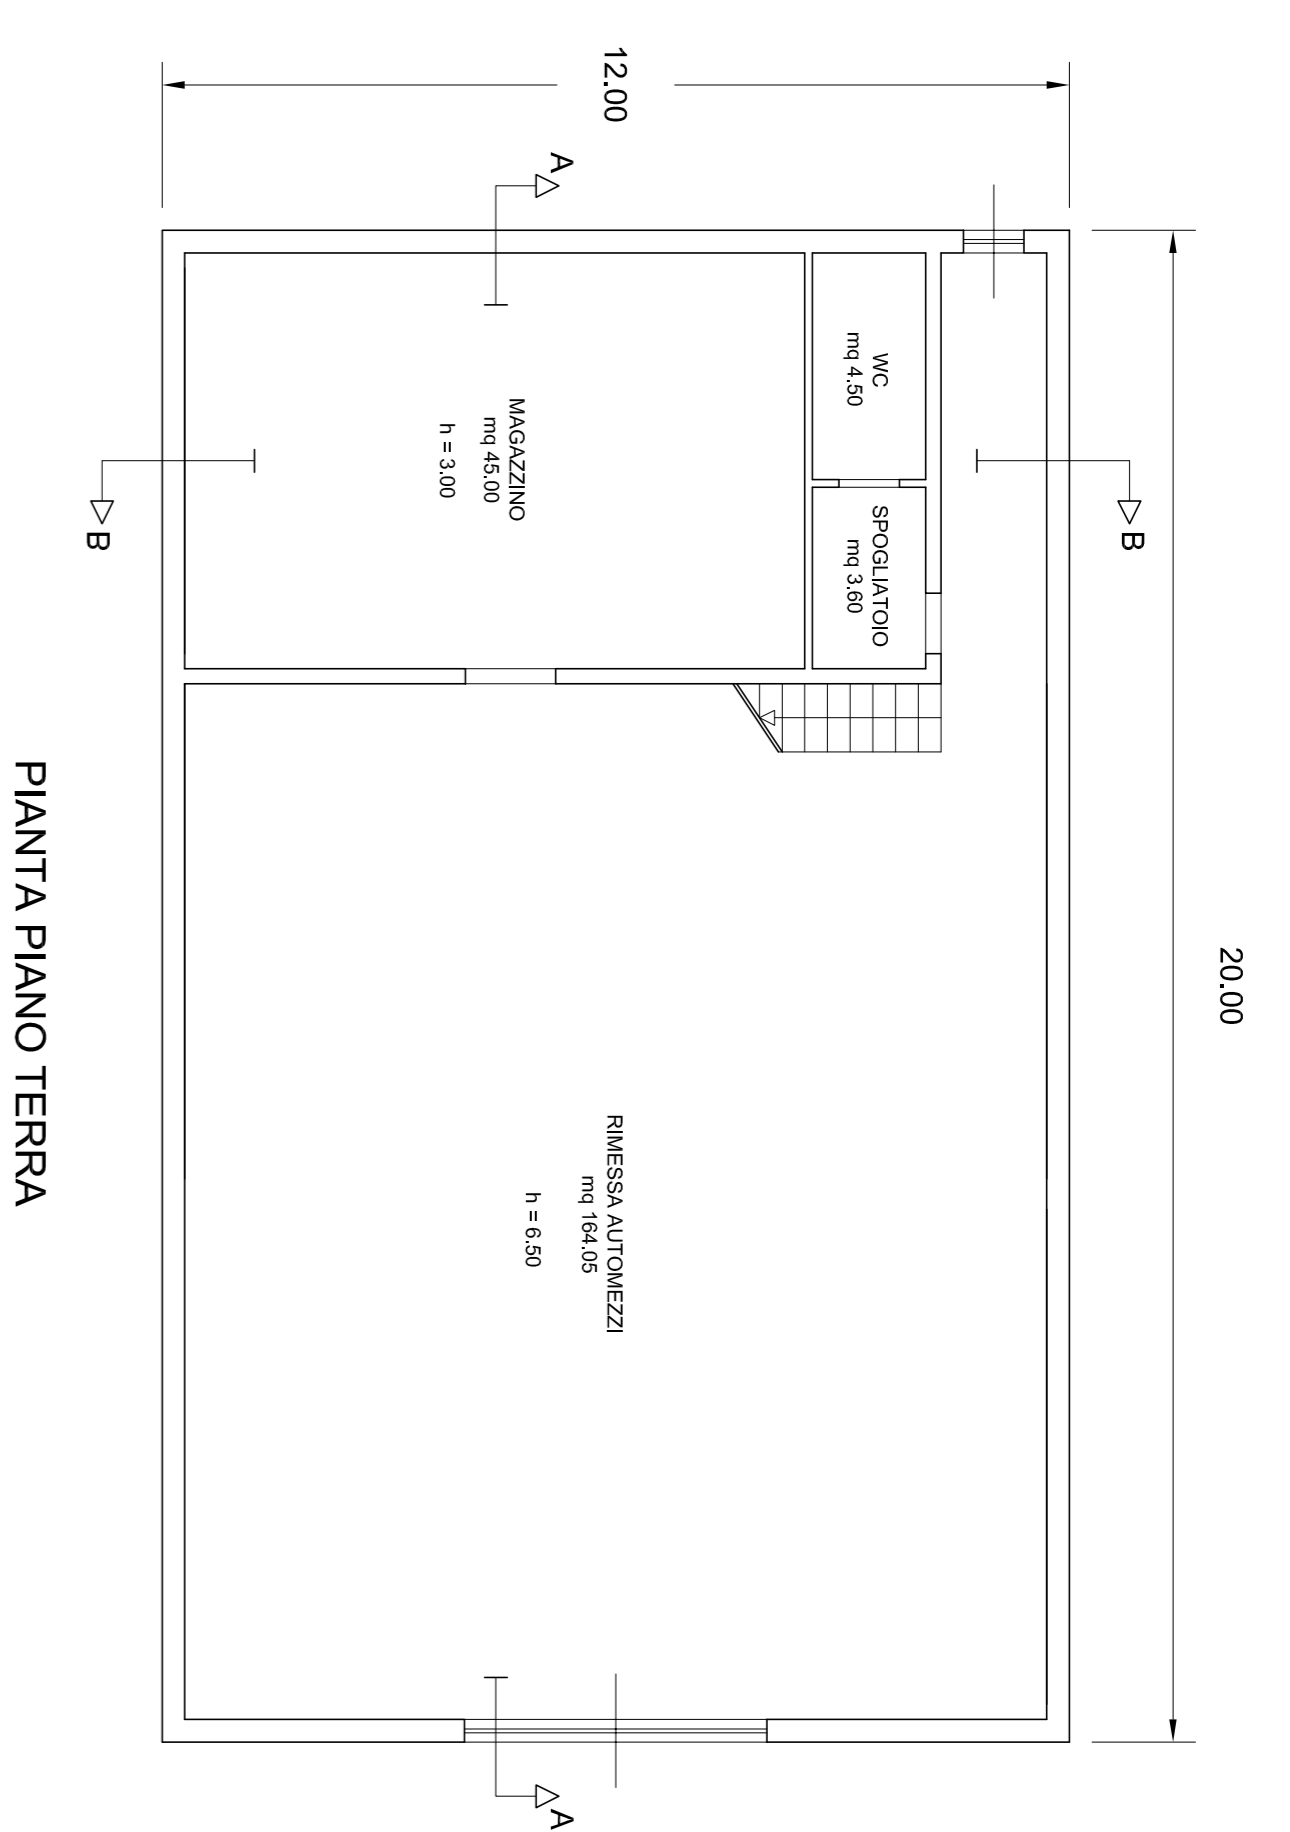 20.00
12.00
A
A
B
B
WC
mq 4.50
SPOGLIATOIO
mq 3.60
MAGAZZINO
mq 45.00
h = 3.00
RIMESSA AUTOMEZZI
mq 164.05
h = 6.50
PIANTA PIANO TERRA